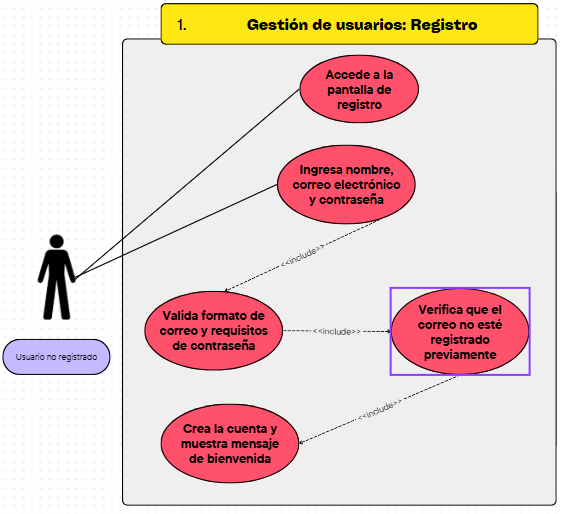 1. Gestión de usuarios: Registro
Accede a la
pantalla de
registro
Ingresa nombre,
correo electrónico
y contraseña
<<include>>
Valida formato de
correo y requisitos
de contraseña
<<include>>
Verifica que el
correo no esté
registrado
previamente
Usuario no registrado
<<include>>
Crea la cuenta y
muestra mensaje
de bienvenida